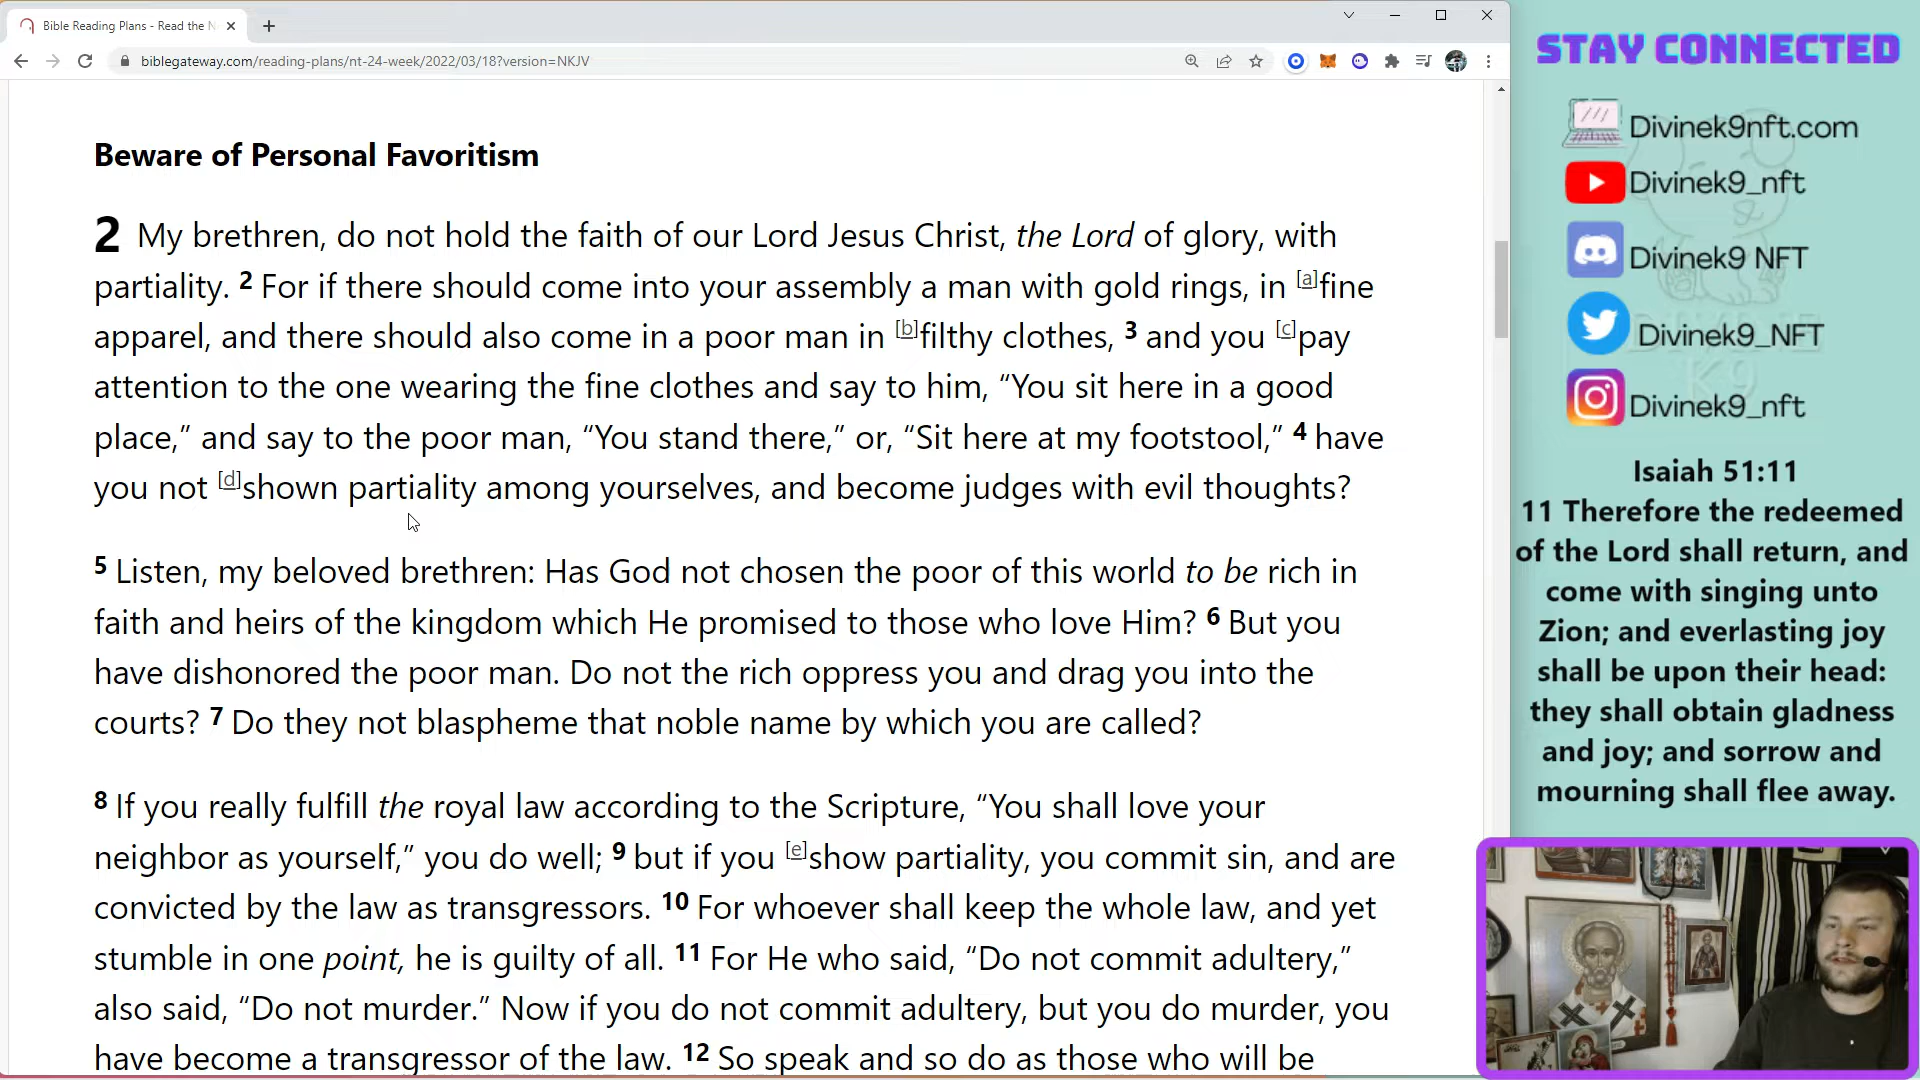 Bible Reading Plans - Read the N
biblegateway.com/reading-plans/nt-24-week/2022/03/18?version=NKJV
Beware of Personal Favoritism
2 My brethren, do not hold the faith of our Lord Jesus Christ, the Lord of glory, with
partiality. 2 For if there should come into your assembly a man with gold rings, in [a]fine
apparel, and there should also come in a poor man in [b]filthy clothes, 3 and you [c]pay
attention to the one wearing the fine clothes and say to him, “You sit here in a good
place,” and say to the poor man, “You stand there,” or, “Sit here at my footstool,” 4 have
you not [d]shown partiality among yourselves, and become judges with evil thoughts?
5 Listen, my beloved brethren: Has God not chosen the poor of this world to be rich in
faith and heirs of the kingdom which He promised to those who love Him? 6 But you
have dishonored the poor man. Do not the rich oppress you and drag you into the
courts? 7 Do they not blaspheme that noble name by which you are called?
8 If you really fulfill the royal law according to the Scripture, “You shall love your
neighbor as yourself,” you do well; 9 but if you [e]show partiality, you commit sin, and are
convicted by the law as transgressors. 10 For whoever shall keep the whole law, and yet
stumble in one point, he is guilty of all. 11 For He who said, “Do not commit adultery,”
also said, “Do not murder.” Now if you do not commit adultery, but you do murder, you
have become a transgressor of the law. 12 So speak and so do as those who will be
STAY CONNECTED
Divinek9nft.com
Divinek9_nft
Divinek9 NFT
Divinek9_NFT
Divinek9_nft
Isaiah 51:11
11 Therefore the redeemed
of the Lord shall return, and
come with singing unto
Zion; and everlasting joy
shall be upon their head:
they shall obtain gladness
and joy; and sorrow and
mourning shall flee away.